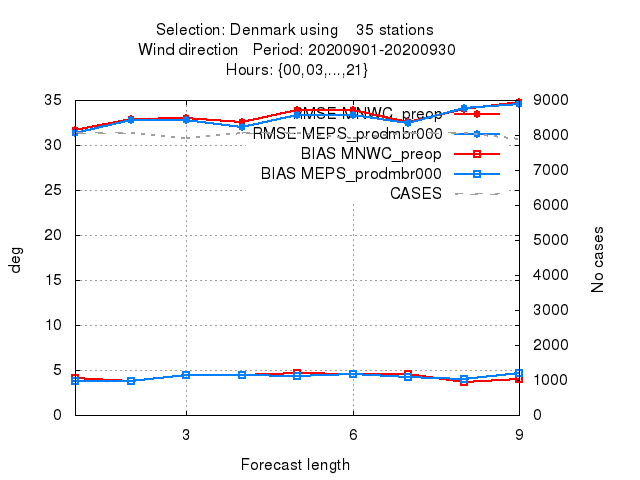 Selection: Denmark using 35 stations
Wind direction Period: 20200901-20200930
Hours: {00,03,...,21}
RMSE MNWC_preop
RMSE MEPS_prodmbr000
BIAS MNWC_preop
BIAS MEPS_prodmbr000
CASES
35
30
25
20
15
10
5
0
deg
9000
8000
7000
6000
5000
4000
3000
2000
1000
0
No cases
3 6 9
Forecast length